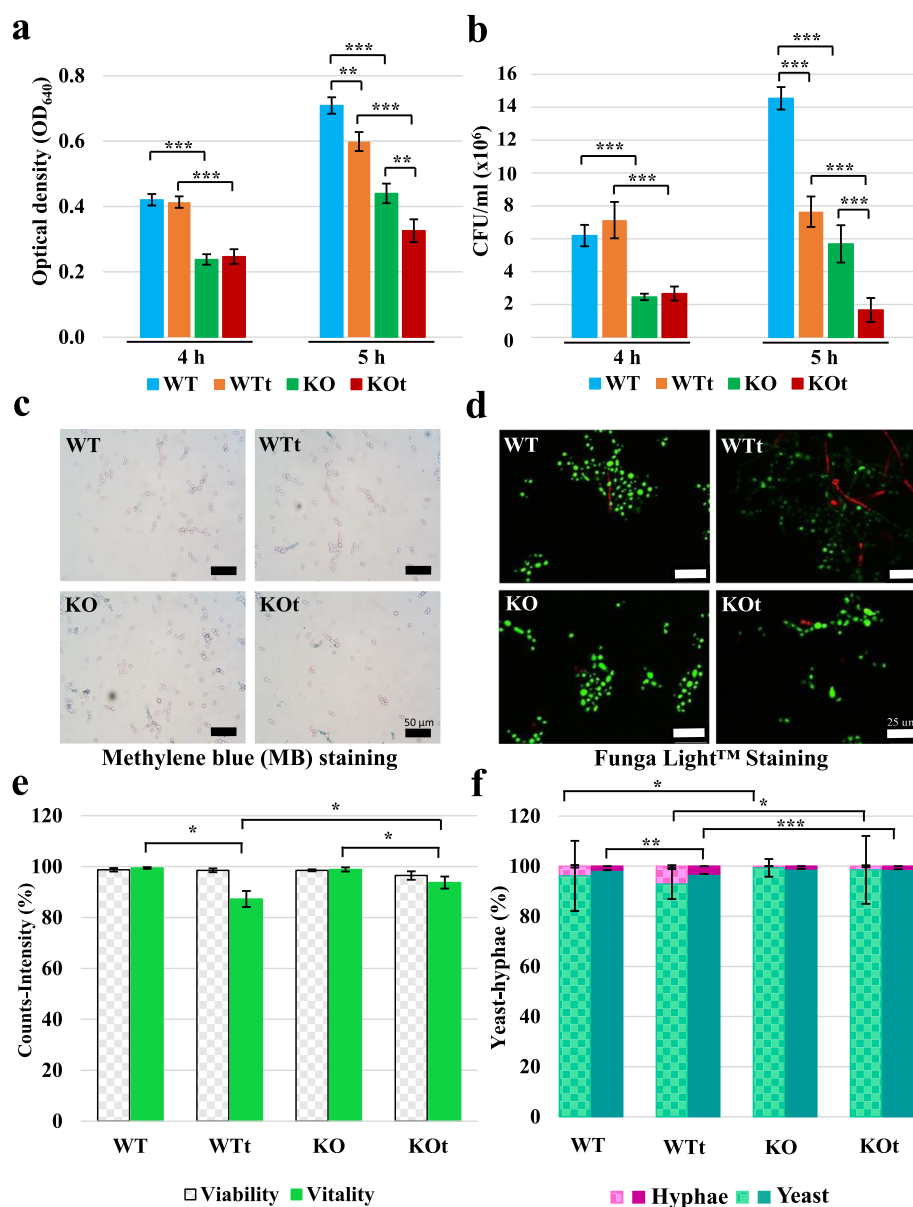 a
Optical density (OD640)
0.8
0.6
0.4
0.2
0.0
***
***
***
**
***
**
4 h
5 h
WT WTt KO KOt
b
CFU/ml (x10⁶)
16
14
12
10
8
6
4
2
0
***
***
***
***
***
***
4 h
5 h
WT WTt KO KOt
c
WT
WTt
KO
KOt
50 µm
Methylene blue (MB) staining
d
WT
WTt
KO
KOt
25 um
Funga Light™ Staining
e
Counts-Intensity (%)
120
100
80
60
40
20
0
*
*
*
WT WTt KO KOt
Viability Vitality
f
Yeast-hyphae (%)
120
100
80
60
40
20
0
*
*
***
**
WT WTt KO KOt
Hyphae Yeast